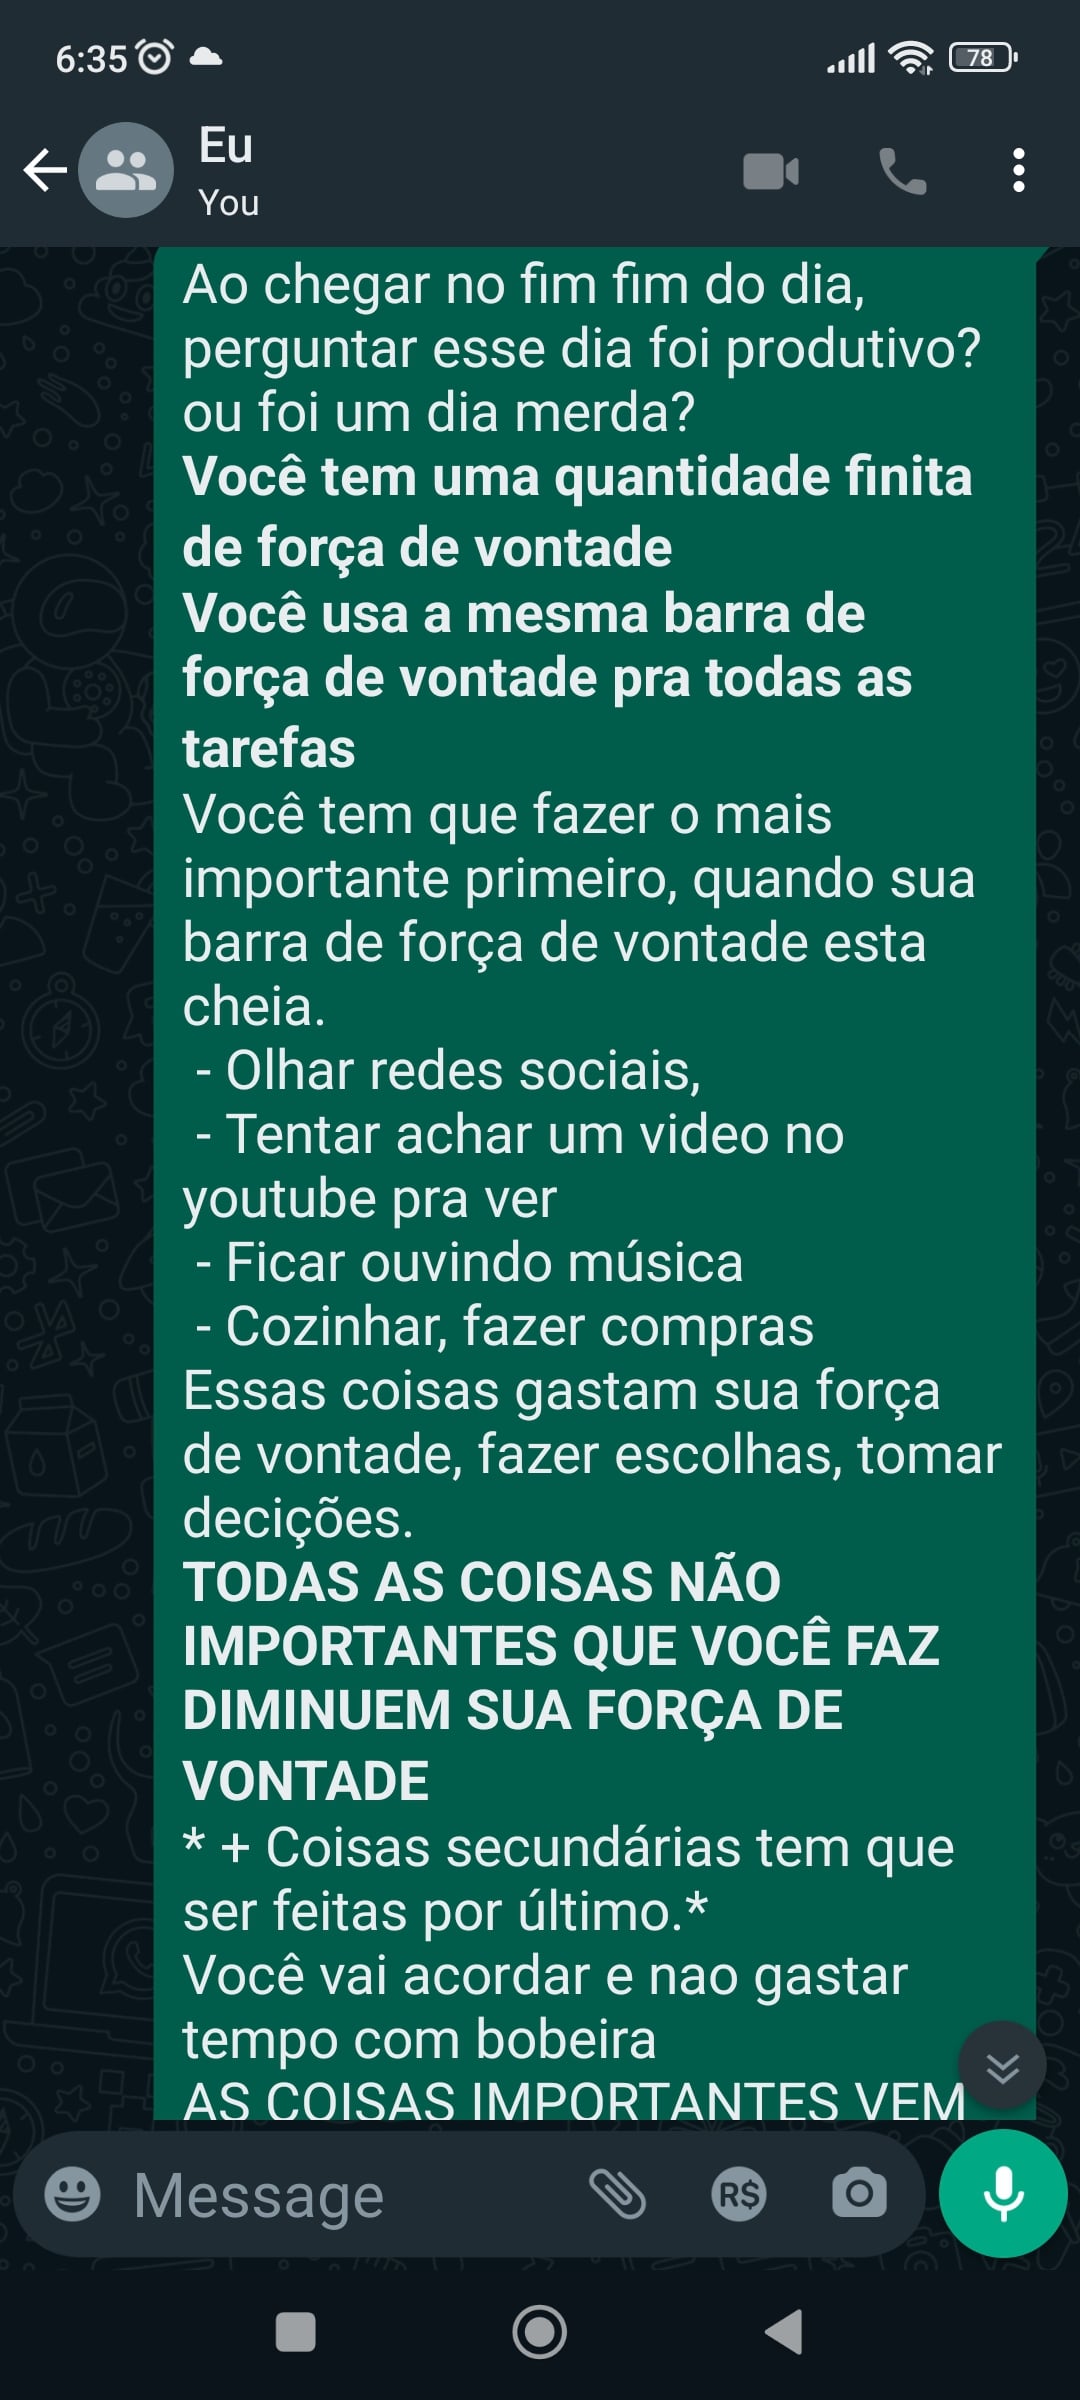 6:35
78
Eu
You
Ao chegar no fim fim do dia,
perguntar esse dia foi produtivo?
ou foi um dia merda?
Você tem uma quantidade finita
de força de vontade
Você usa a mesma barra de
força de vontade pra todas as
tarefas
Você tem que fazer o mais
importante primeiro, quando sua
barra de força de vontade esta
cheia.
- Olhar redes sociais,
- Tentar achar um video no
youtube pra ver
- Ficar ouvindo música
- Cozinhar, fazer compras
Essas coisas gastam sua força
de vontade, fazer escolhas, tomar
decições.
TODAS AS COISAS NÃO
IMPORTANTES QUE VOCÊ FAZ
DIMINUEM SUA FORÇA DE
VONTADE
* + Coisas secundárias tem que
ser feitas por último.*
Você vai acordar e nao gastar
tempo com bobeira
AS COISAS IMPORTANTES VEM
Message
R$